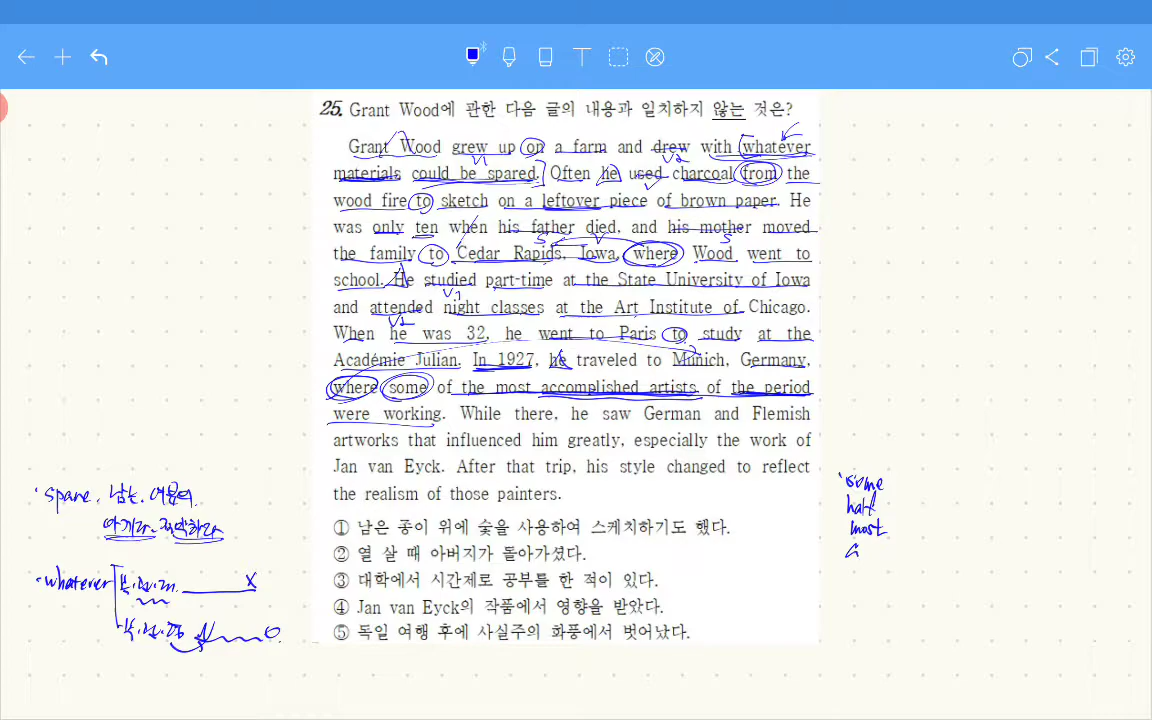 25. Grant Wood에 관한 다음 글의 내용과 일치하지 않는 것은?
Grant Wood grew up on a farm and drew with whatever
materials could be spared. Often he used charcoal from the
wood fire to sketch on a leftover piece of brown paper. He
was only ten when his father died, and his mother moved
the family to Cedar Rapids, Iowa, where Wood went to
school. He studied part-time at the State University of Iowa
and attended night classes at the Art Institute of Chicago.
When he was 32, he went to Paris to study at the
Académie Julian. In 1927, he traveled to Munich, Germany,
where some of the most accomplished artists of the period
were working. While there, he saw German and Flemish
artworks that influenced him greatly, especially the work of
Jan van Eyck. After that trip, his style changed to reflect
the realism of those painters.
① 남은 종이 위에 숯을 사용하여 스케치하기도 했다.
② 열 살 때 아버지가 돌아가셨다.
③ 대학에서 시간제로 공부를 한 적이 있다.
④ Jan van Eyck의 작품에서 영향을 받았다.
⑤ 독일 여행 후에 사실주의 화풍에서 벗어났다.
V1
V2
V
S V S
V1
V2
·spare. 남는. 여분의.
아끼다
·whatever
X
O
·some
half
most